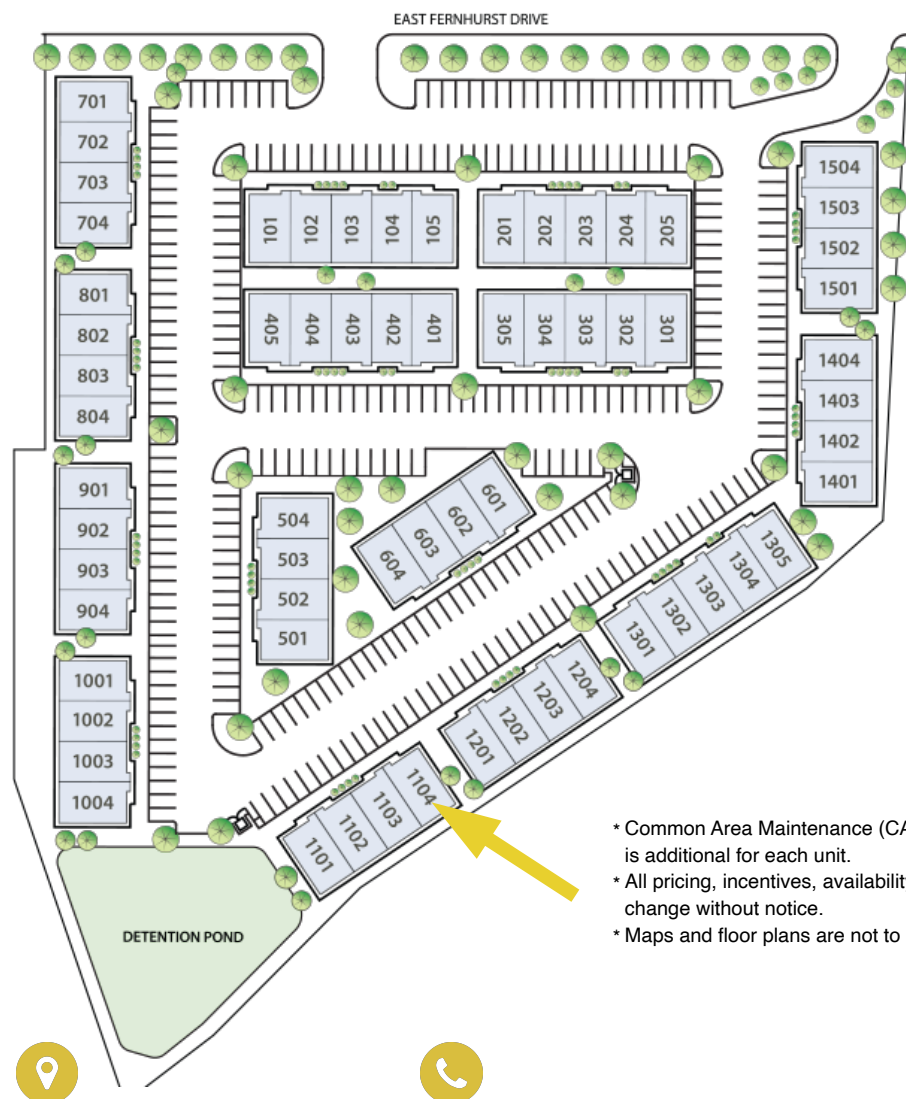 EAST FERNHURST DRIVE
701
702
703
704
801
802
803
804
901
902
903
904
1001
1002
1003
1004
101 102 103 104 105
201 202 203 204 205
405 404 403 402 401
305 304 303 302 301
504
503
502
501
604 603 602 601
1504
1503
1502
1501
1404
1403
1402
1401
1301 1302 1303 1304 1305
1201 1202 1203 1204
1101 1102 1103 1104
DETENTION POND
* Common Area Maintenance (CA
is additional for each unit.
* All pricing, incentives, availability
change without notice.
* Maps and floor plans are not to